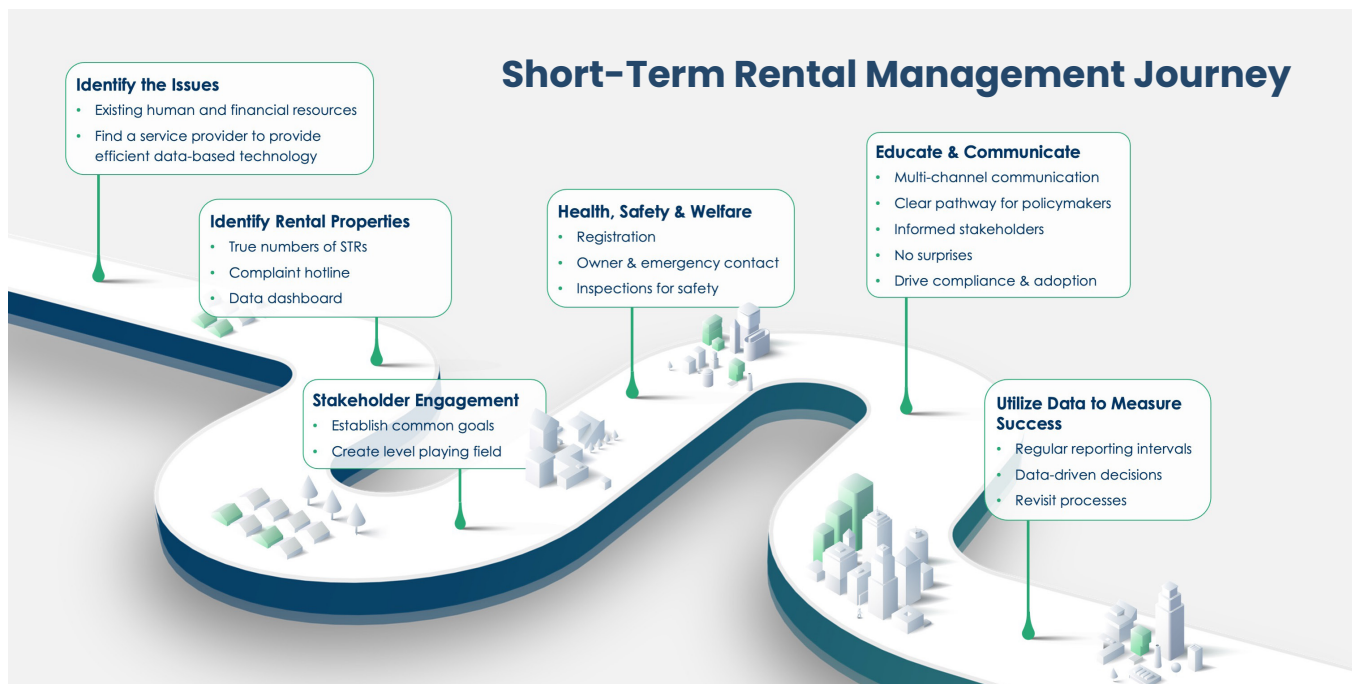 Short-Term Rental Management Journey
Identify the Issues
• Existing human and financial resources
• Find a service provider to provide
efficient data-based technology
Identify Rental Properties
• True numbers of STRs
• Complaint hotline
• Data dashboard
Stakeholder Engagement
• Establish common goals
• Create level playing field
Health, Safety & Welfare
• Registration
• Owner & emergency contact
• Inspections for safety
Educate & Communicate
• Multi-channel communication
• Clear pathway for policymakers
• Informed stakeholders
• No surprises
• Drive compliance & adoption
Utilize Data to Measure
Success
• Regular reporting intervals
• Data-driven decisions
• Revisit processes